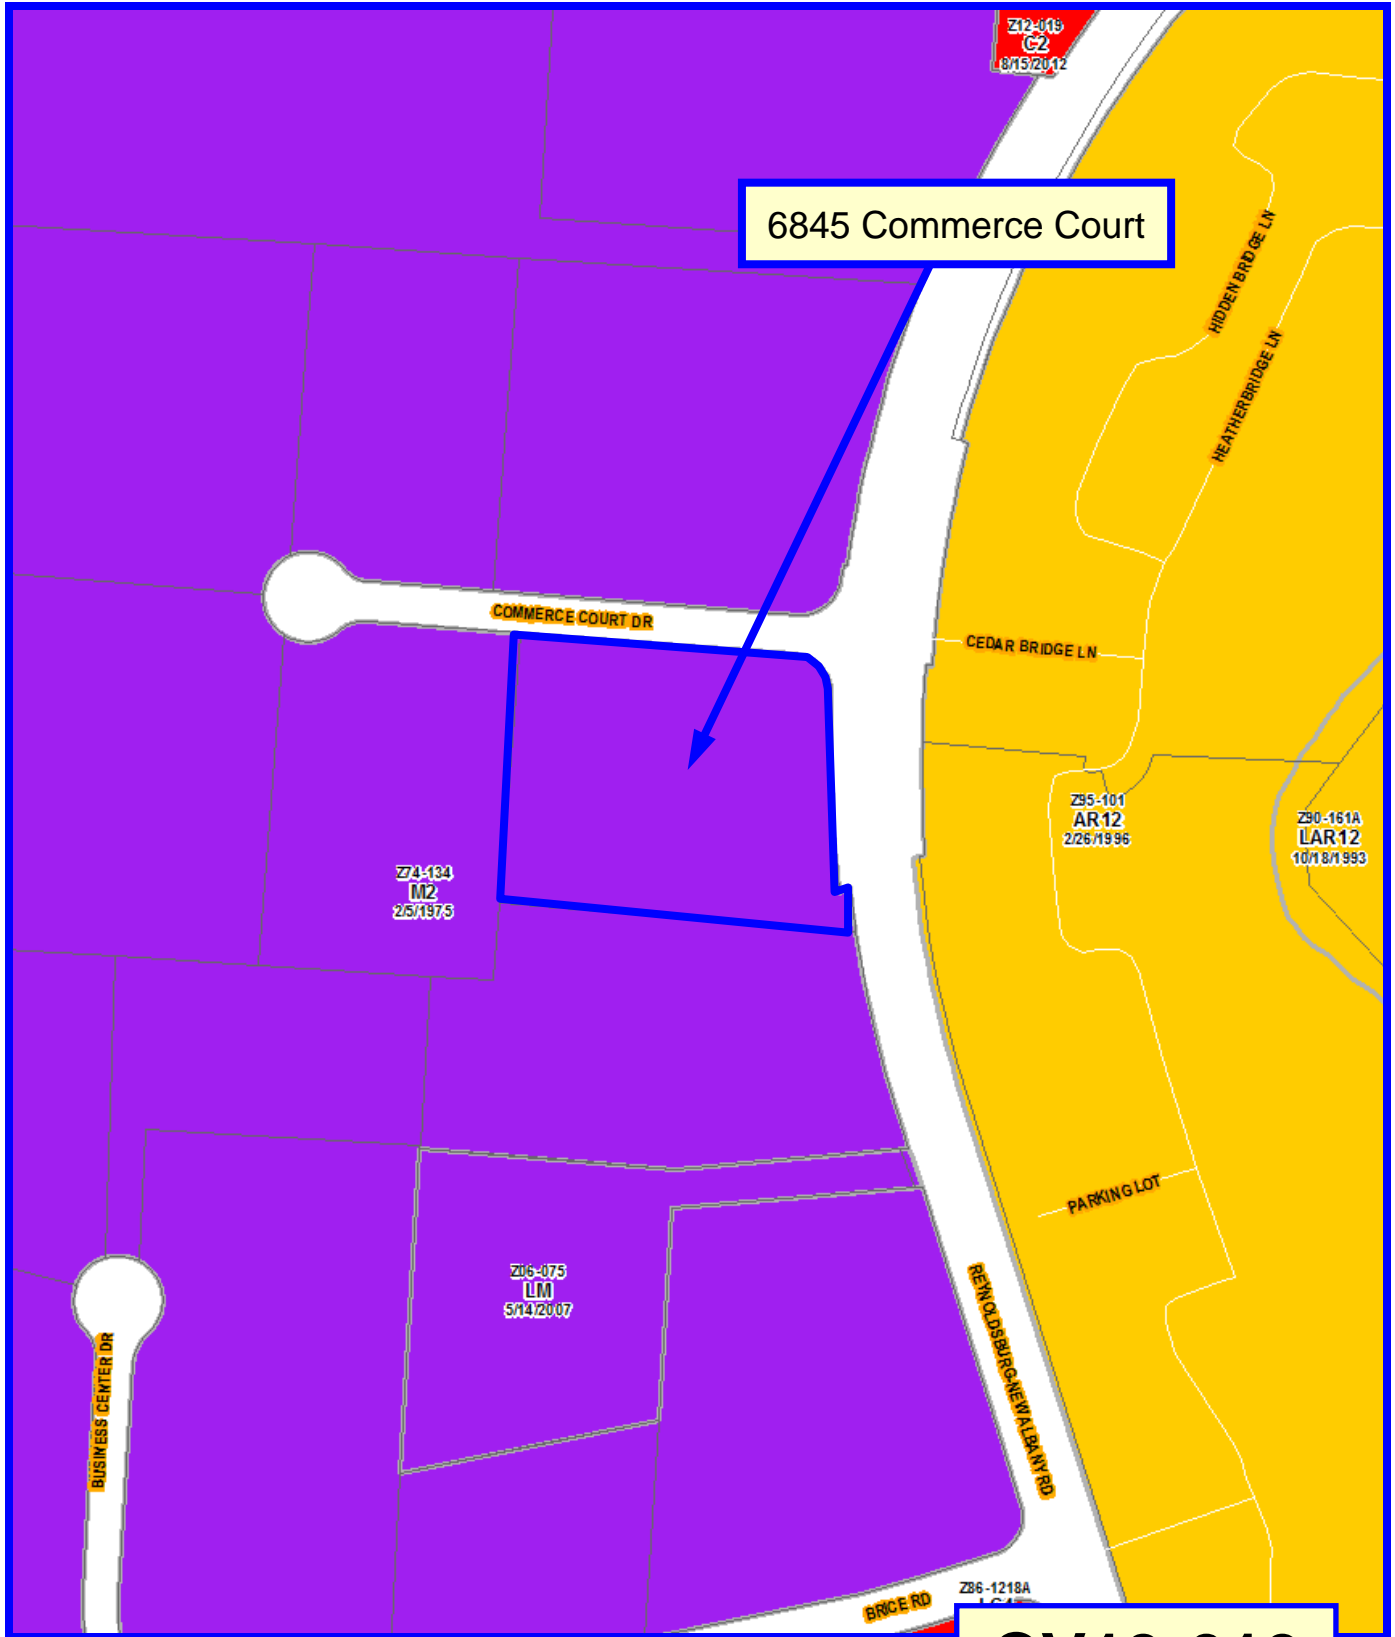 Z12-019
C2
8/15/2012
6845 Commerce Court
HIDDEN BRIDGE LN
HEATHERBRIDGE LN
COMMERCE COURT DR
CEDAR BRIDGE LN
Z95-101
AR12
2/26/1996
Z90-161A
LAR12
10/18/1993
Z74-134
M2
2/5/1975
PARKING LOT
Z06-075
LM
5/14/2007
REYNOLDSBURG-NEW ALBANY RD
BUSINESS CENTER DR
Z86-1218A
BRICE RD